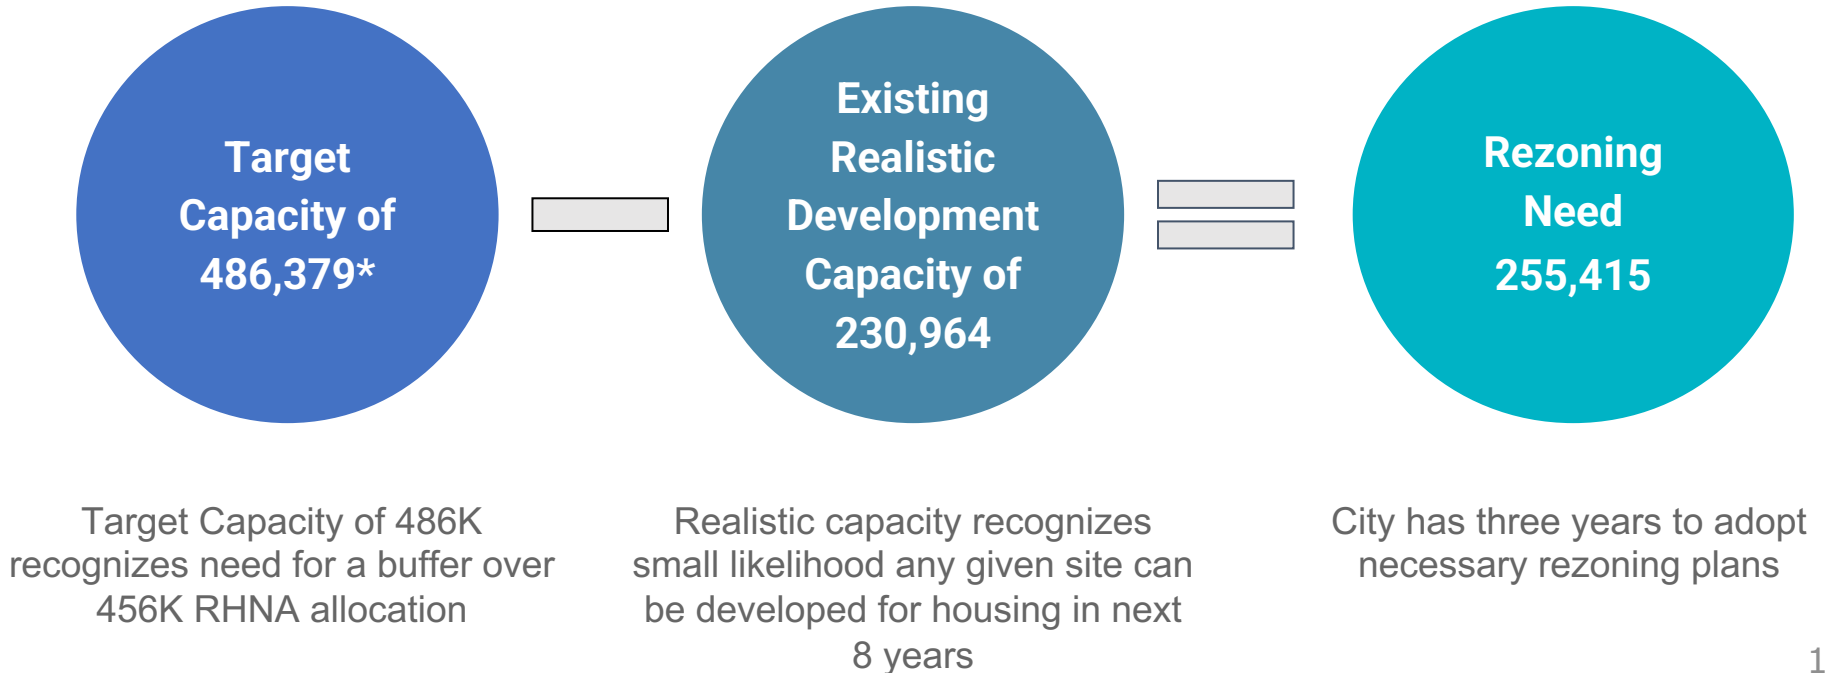 Target
Capacity of
486,379*
Existing
Realistic
Development
Capacity of
230,964
Rezoning
Need
255,415
Target Capacity of 486K
recognizes need for a buffer over
456K RHNA allocation
Realistic capacity recognizes
small likelihood any given site can
be developed for housing in next
8 years
City has three years to adopt
necessary rezoning plans
1